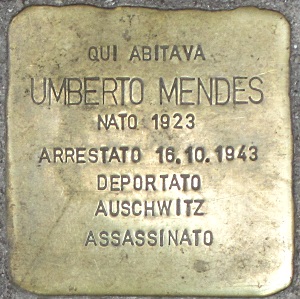 QUI ABITAVA
UMBERTO MENDES
NATO 1923
ARRESTATO 16.10.1943
DEPORTATO
AUSCHWITZ
ASSASSINATO